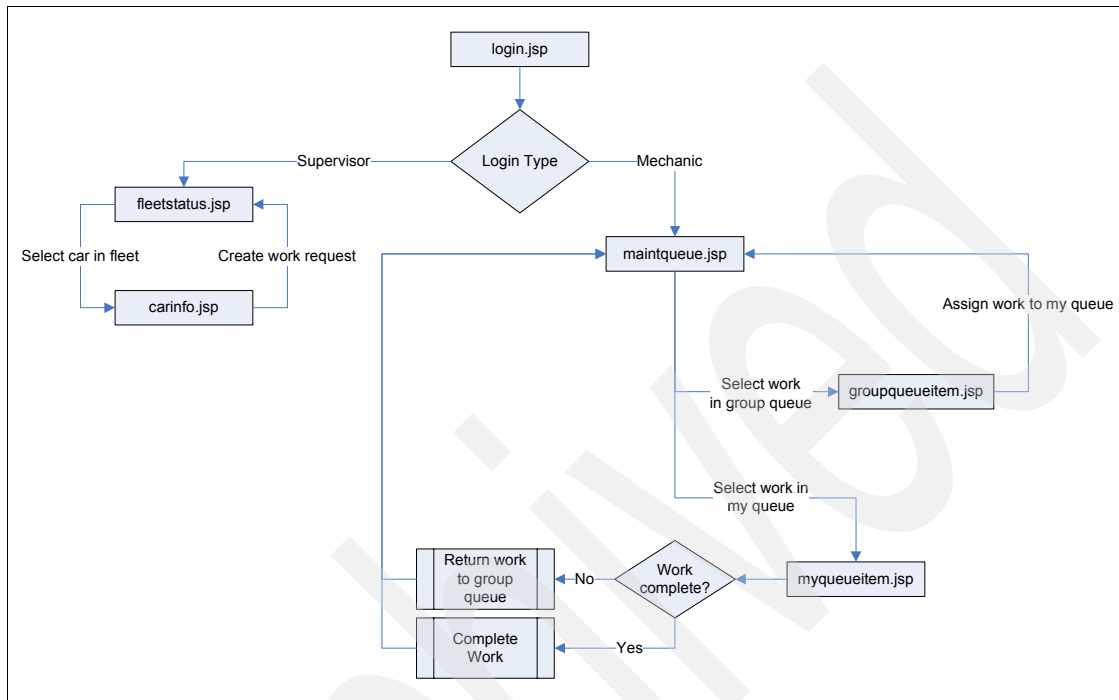 login.jsp
Login Type
Supervisor
Mechanic
fleetstatus.jsp
Select car in fleet
Create work request
carinfo.jsp
maintqueue.jsp
Assign work to my queue
Select work
in group queue
groupqueueitem.jsp
Select work in
my queue
Return work
to group
queue
No
Work
complete?
myqueueitem.jsp
Complete
Work
Yes